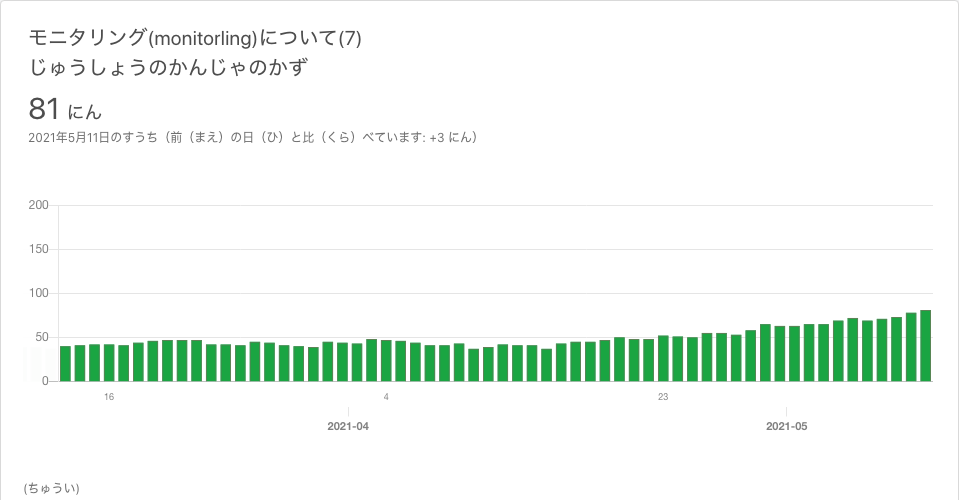 モニタリング(monitorling)について(7)
じゅうしょうのかんじゃのかず
81 にん
2021年5月11日のすうち（前（まえ）の日（ひ）と比（くら）べています: +3 にん）
200
150
100
50
0
16
4
23
2021-04
2021-05
(ちゅうい)